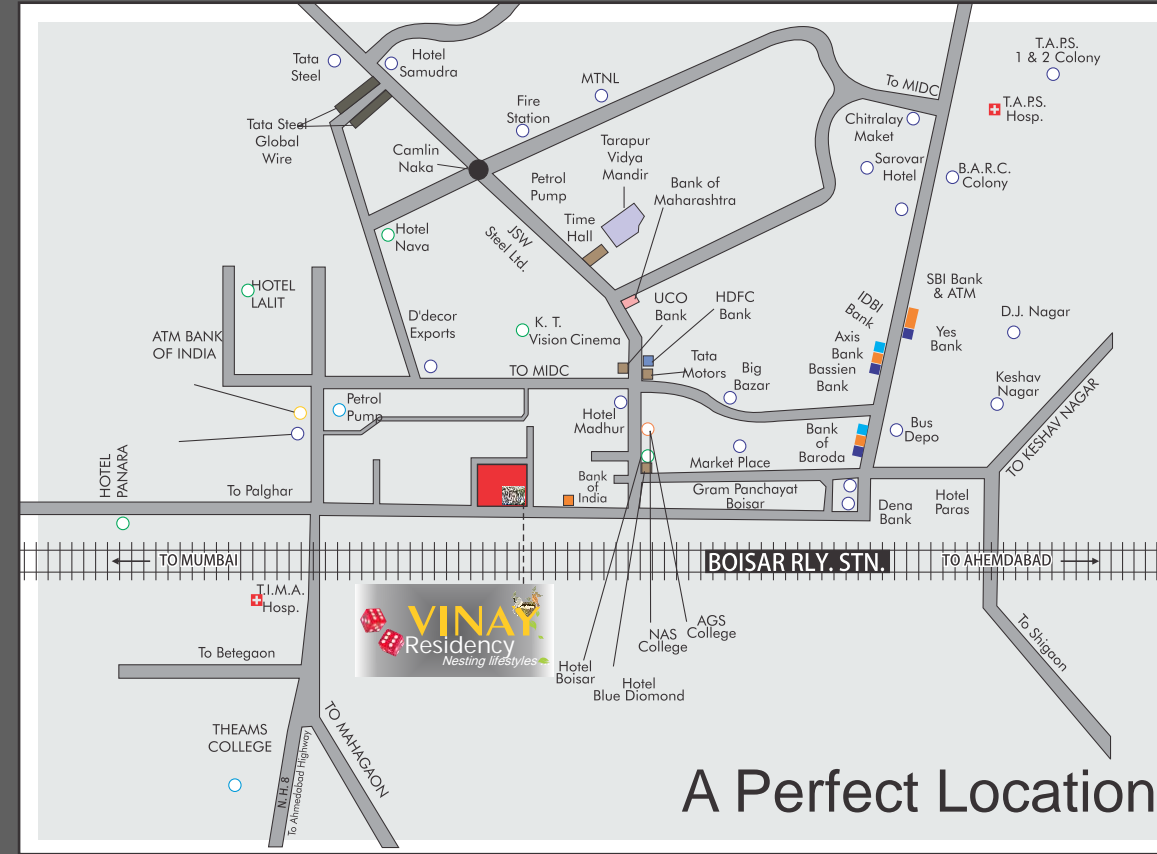 T.A.P.S.
1 & 2 Colony
Tata
Steel
Hotel
Samudra
MTNL
To MIDC
Fire
Station
T.A.P.S.
Hosp.
Tata Steel
Global
Wire
Chitralay
Maket
Camlin
Naka
Tarapur
Vidya
Mandir
Sarovar
Hotel
B.A.R.C.
Colony
Petrol
Pump
Bank of
Maharashtra
Time
Hall
JSW
Steel Ltd.
Hotel
Nava
HOTEL
LALIT
SBI Bank
& ATM
UCO
Bank
HDFC
Bank
IDBI
Bank
D.J. Nagar
D'decor
Exports
K. T.
Vision Cinema
Yes
Bank
ATM BANK
OF INDIA
Axis
Bank
Bassien
Bank
TO MIDC
Tata
Motors
Big
Bazar
Keshav
Nagar
Petrol
Pump
Hotel
Madhur
Bank
of
Baroda
Bus
Depo
TO KESHAV NAGAR
HOTEL
PANARA
Market Place
To Palghar
Bank
of
India
Gram Panchayat
Boisar
Dena
Bank
Hotel
Paras
TO MUMBAI
BOISAR RLY. STN.
TO AHEMDABAD
T.I.M.A.
Hosp.
VINAY
Residency
Nesting lifestyles
AGS
College
NAS
College
To Shigaon
To Betegaon
Hotel
Boisar
Hotel
Blue Diomond
THEAMS
COLLEGE
TO MAHAGAON
N.H.8
To Ahmedabad Highway
A Perfect Location